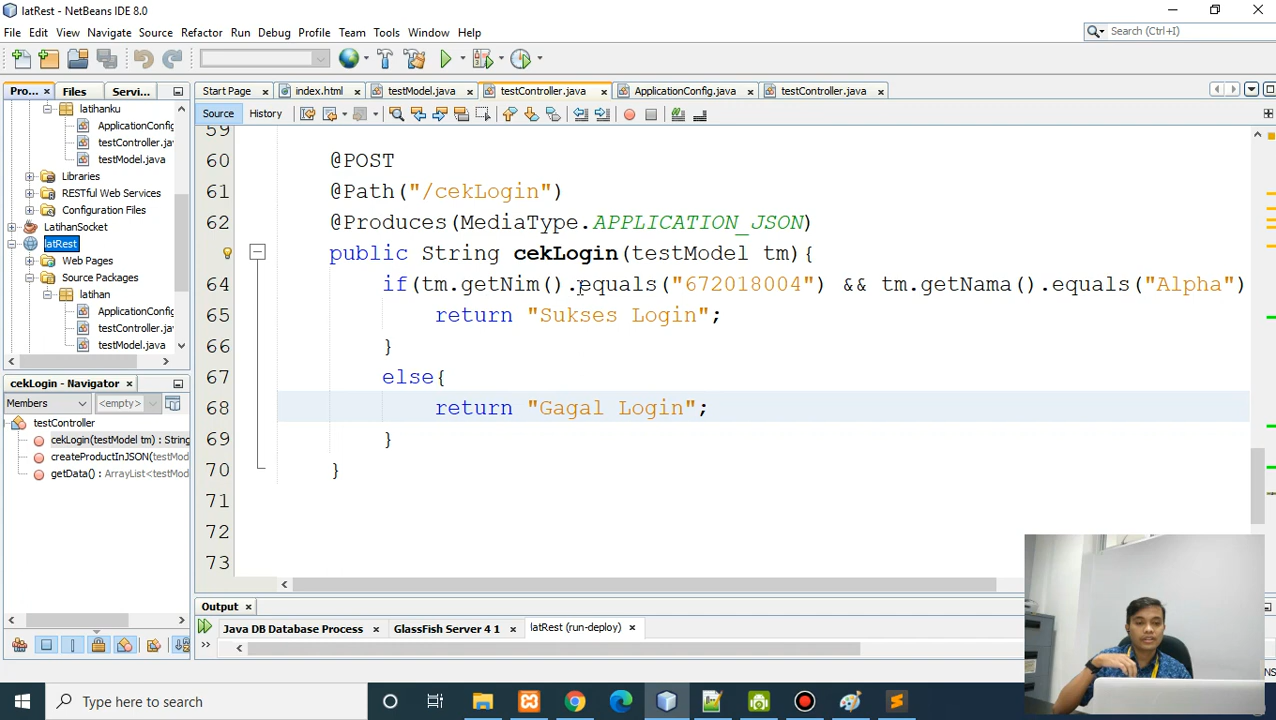 latRest - NetBeans IDE 8.0
File Edit View Navigate Source Refactor Run Debug Profile Team Tools Window Help
Search (Ctrl+I)
Pro... Files Servi...
Start Page index.html testModel.java testController.java ApplicationConfig.java testController.java
Source History
latihanku
ApplicationConfig
testController.ja
testModel.java
Libraries
RESTful Web Services
Configuration Files
LatihanSocket
latRest
Web Pages
Source Packages
latihan
ApplicationConfig
testController.ja
testModel.java
59
60 @POST
61 @Path("/cekLogin")
62 @Produces(MediaType.APPLICATION_JSON)
public String cekLogin(testModel tm){
64 if(tm.getNim().equals("672018004") && tm.getNama().equals("Alpha")
65 return "Sukses Login";
66 }
67 else{
68 return "Gagal Login";
69 }
70 }
71
72
73
cekLogin - Navigator
Members <empty>
testController
cekLogin(testModel tm) : String
createProductInJSON(testMod
getData() : ArrayList<testMod
Output
Java DB Database Process GlassFish Server 4 1 latRest (run-deploy)
NS
Type here to search